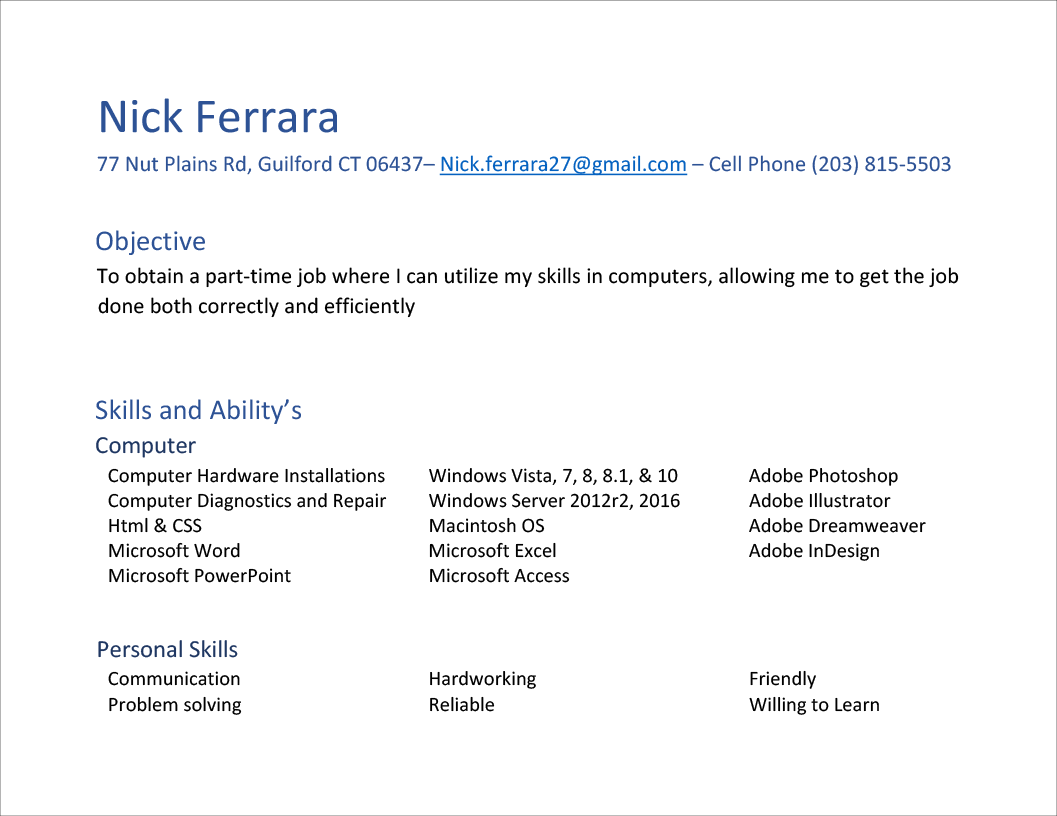 Nick Ferrara
77 Nut Plains Rd, Guilford CT 06437– Nick.ferrara27@gmail.com – Cell Phone (203) 815-5503
Objective
To obtain a part-time job where I can utilize my skills in computers, allowing me to get the job
done both correctly and efficiently
Skills and Ability’s
Computer
Computer Hardware Installations Windows Vista, 7, 8, 8.1, & 10 Adobe Photoshop
Computer Diagnostics and Repair Windows Server 2012r2, 2016 Adobe Illustrator
Html & CSS Macintosh OS Adobe Dreamweaver
Microsoft Word Microsoft Excel Adobe InDesign
Microsoft PowerPoint Microsoft Access
Personal Skills
Communication Hardworking Friendly
Problem solving Reliable Willing to Learn